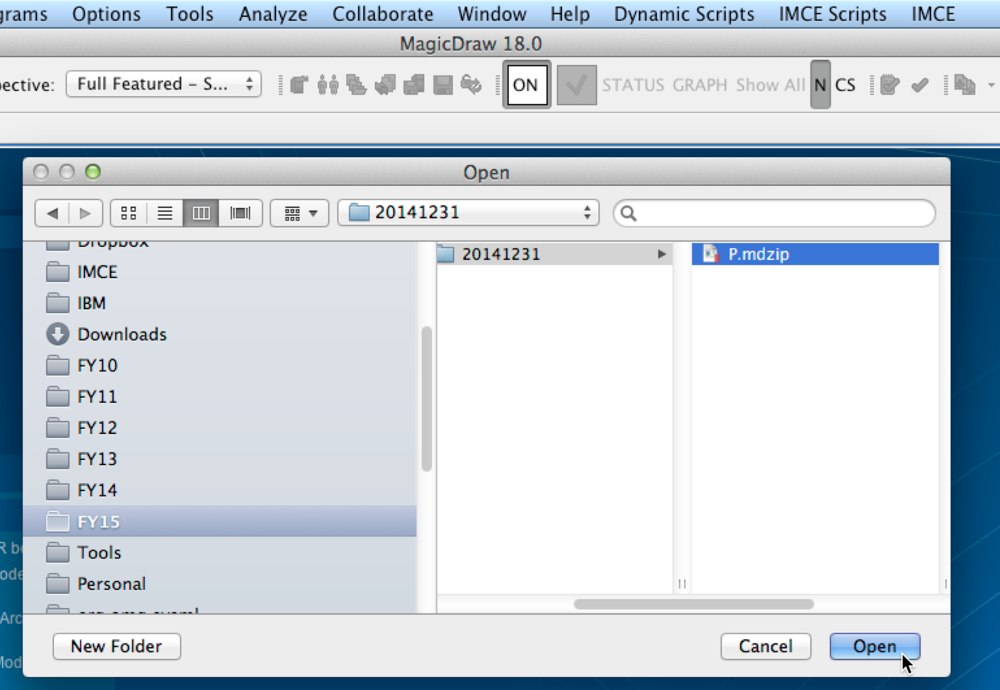 grams Options Tools Analyze Collaborate Window Help Dynamic Scripts IMCE Scripts IMCE
MagicDraw 18.0
pective: Full Featured – S... ON STATUS GRAPH Show All N CS
Open
20141231
Dropbox
20141231
P.mdzip
IMCE
IBM
Downloads
FY10
FY11
FY12
FY13
FY14
FY15
Tools
Personal
R be
ode
Arc
Mod
New Folder Cancel Open